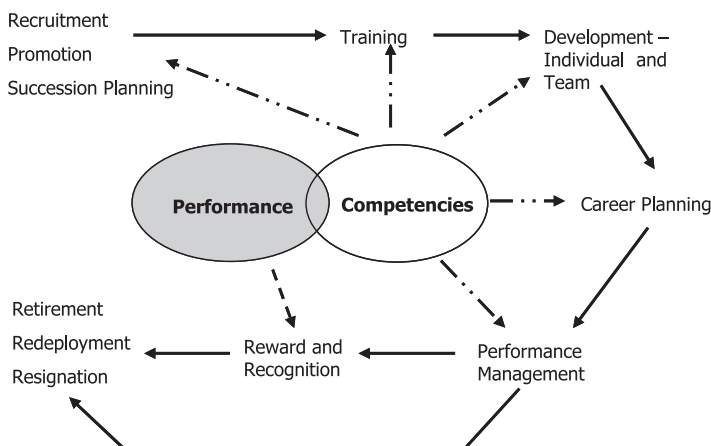 Recruitment
Promotion
Succession Planning
Training
Development –
Individual and
Team
Performance
Competencies
Career Planning
Retirement
Redeployment
Resignation
Reward and
Recognition
Performance
Management